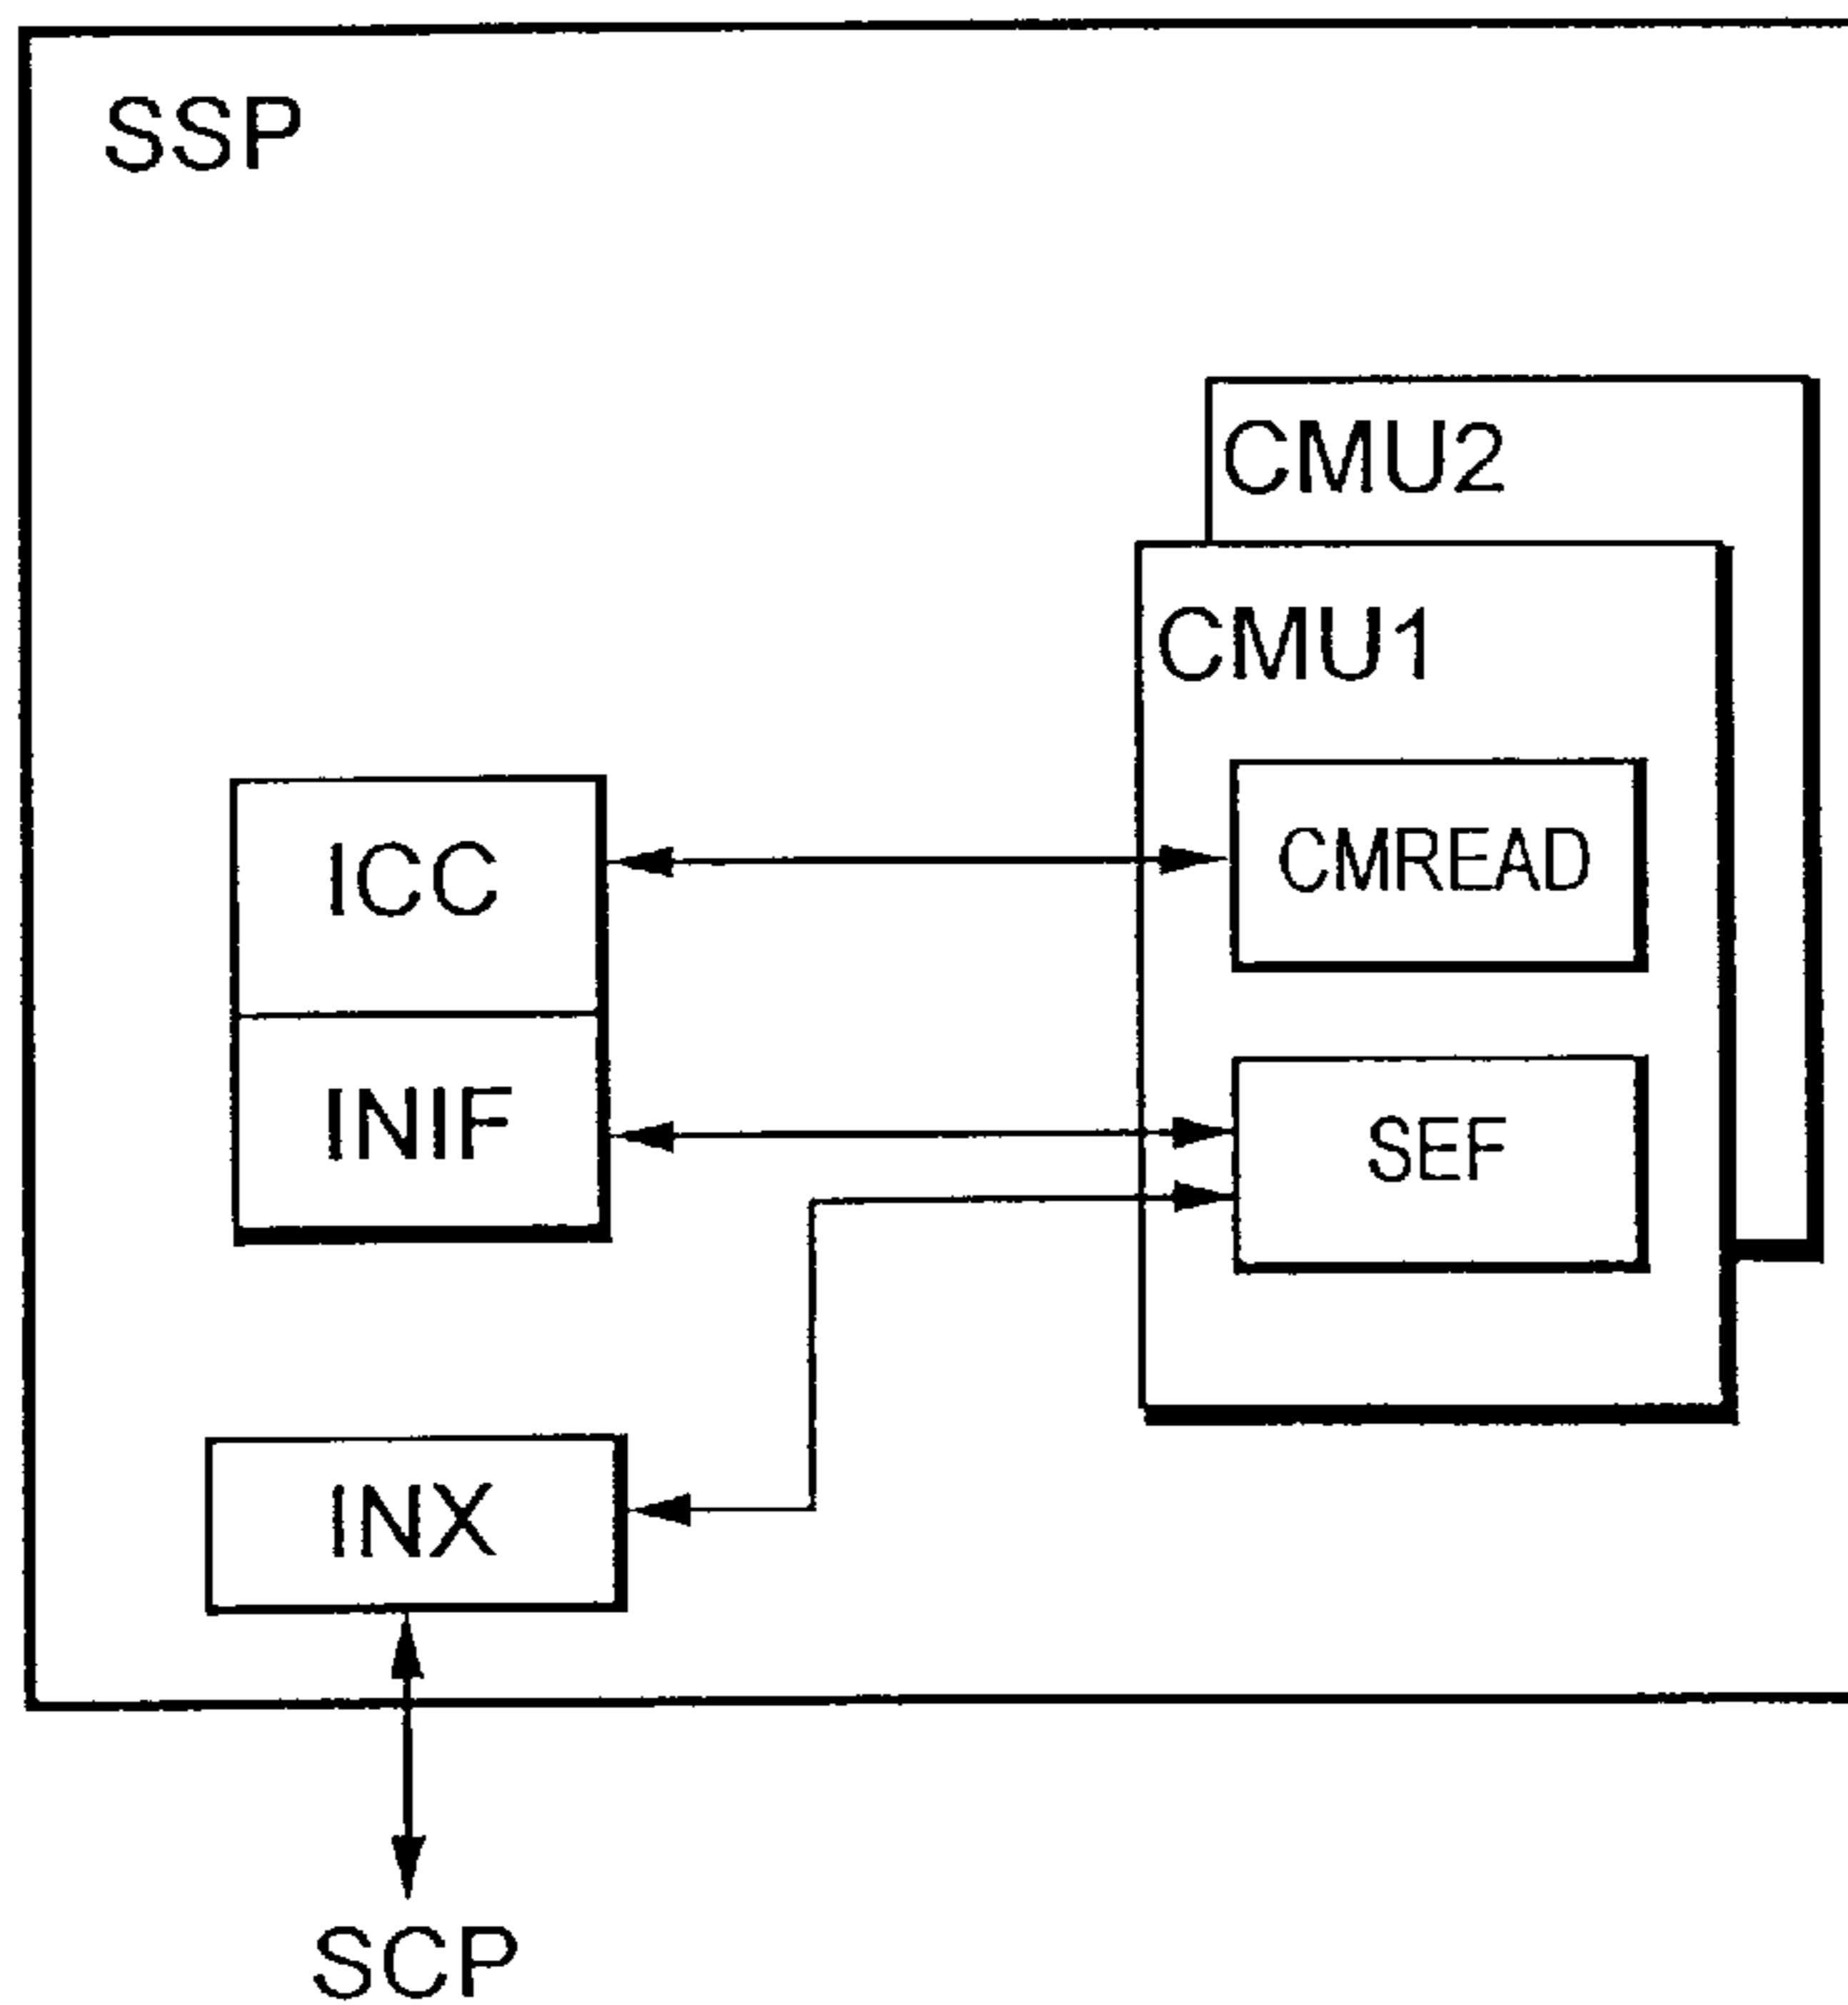 SSP
CMU2
CMU1
ICC
CMREAD
INIF
SEF
INX
SCP